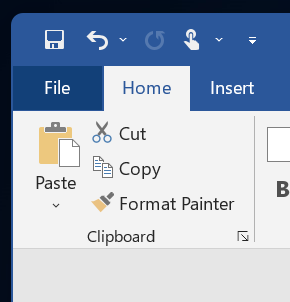 File Home Insert
Cut
Copy
Paste
Format Painter
Clipboard
B